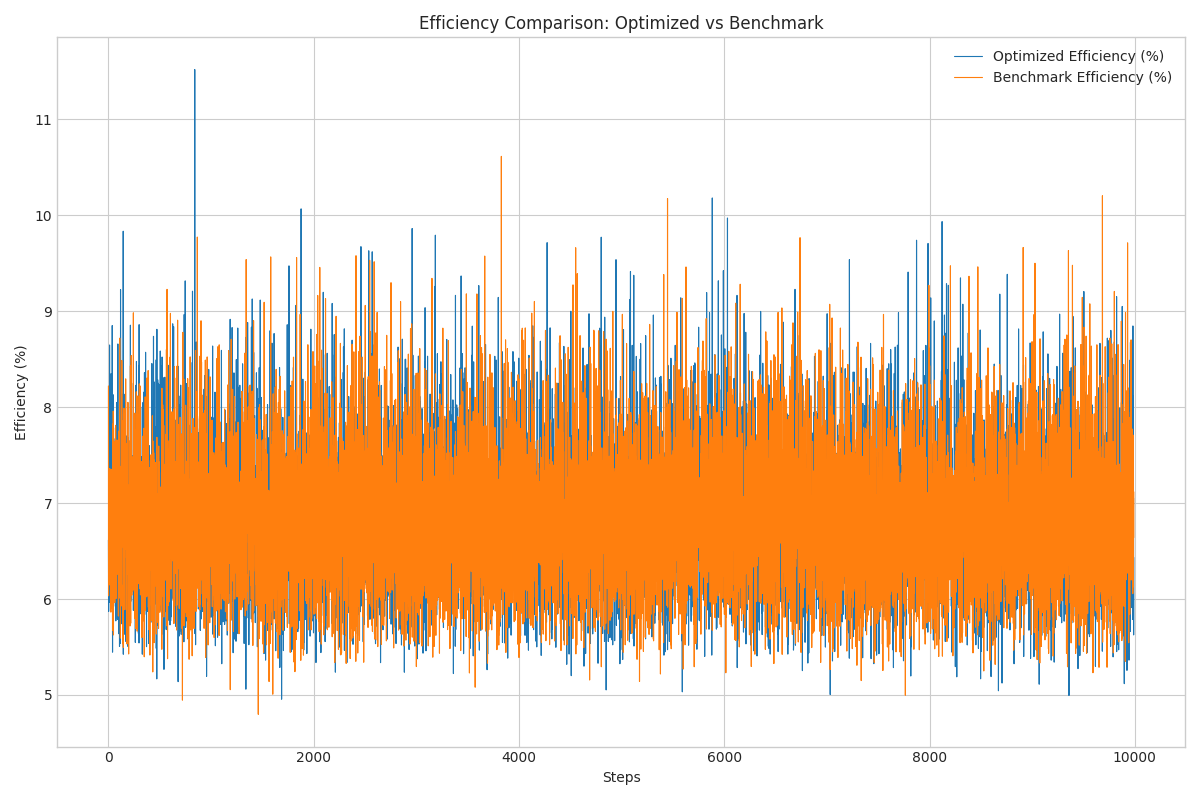 Efficiency Comparison: Optimized vs Benchmark
Optimized Efficiency (%)
Benchmark Efficiency (%)
11
10
9
8
7
6
5
Efficiency (%)
0
2000
4000
6000
8000
10000
Steps